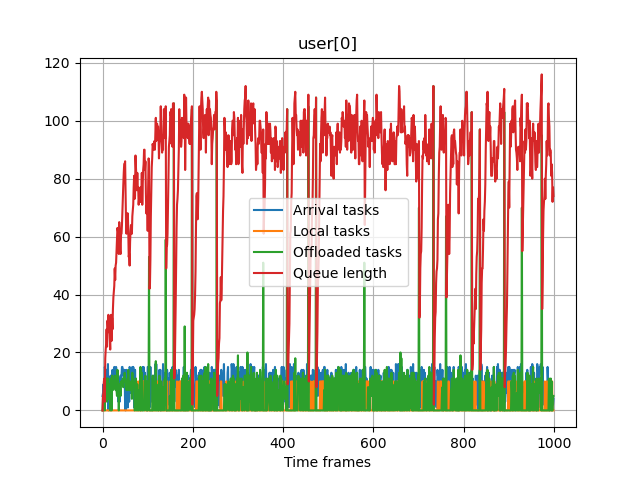 user[0]
120
100
80
60
40
20
0
Arrival tasks
Local tasks
Offloaded tasks
Queue length
0 200 400 600 800 1000
Time frames